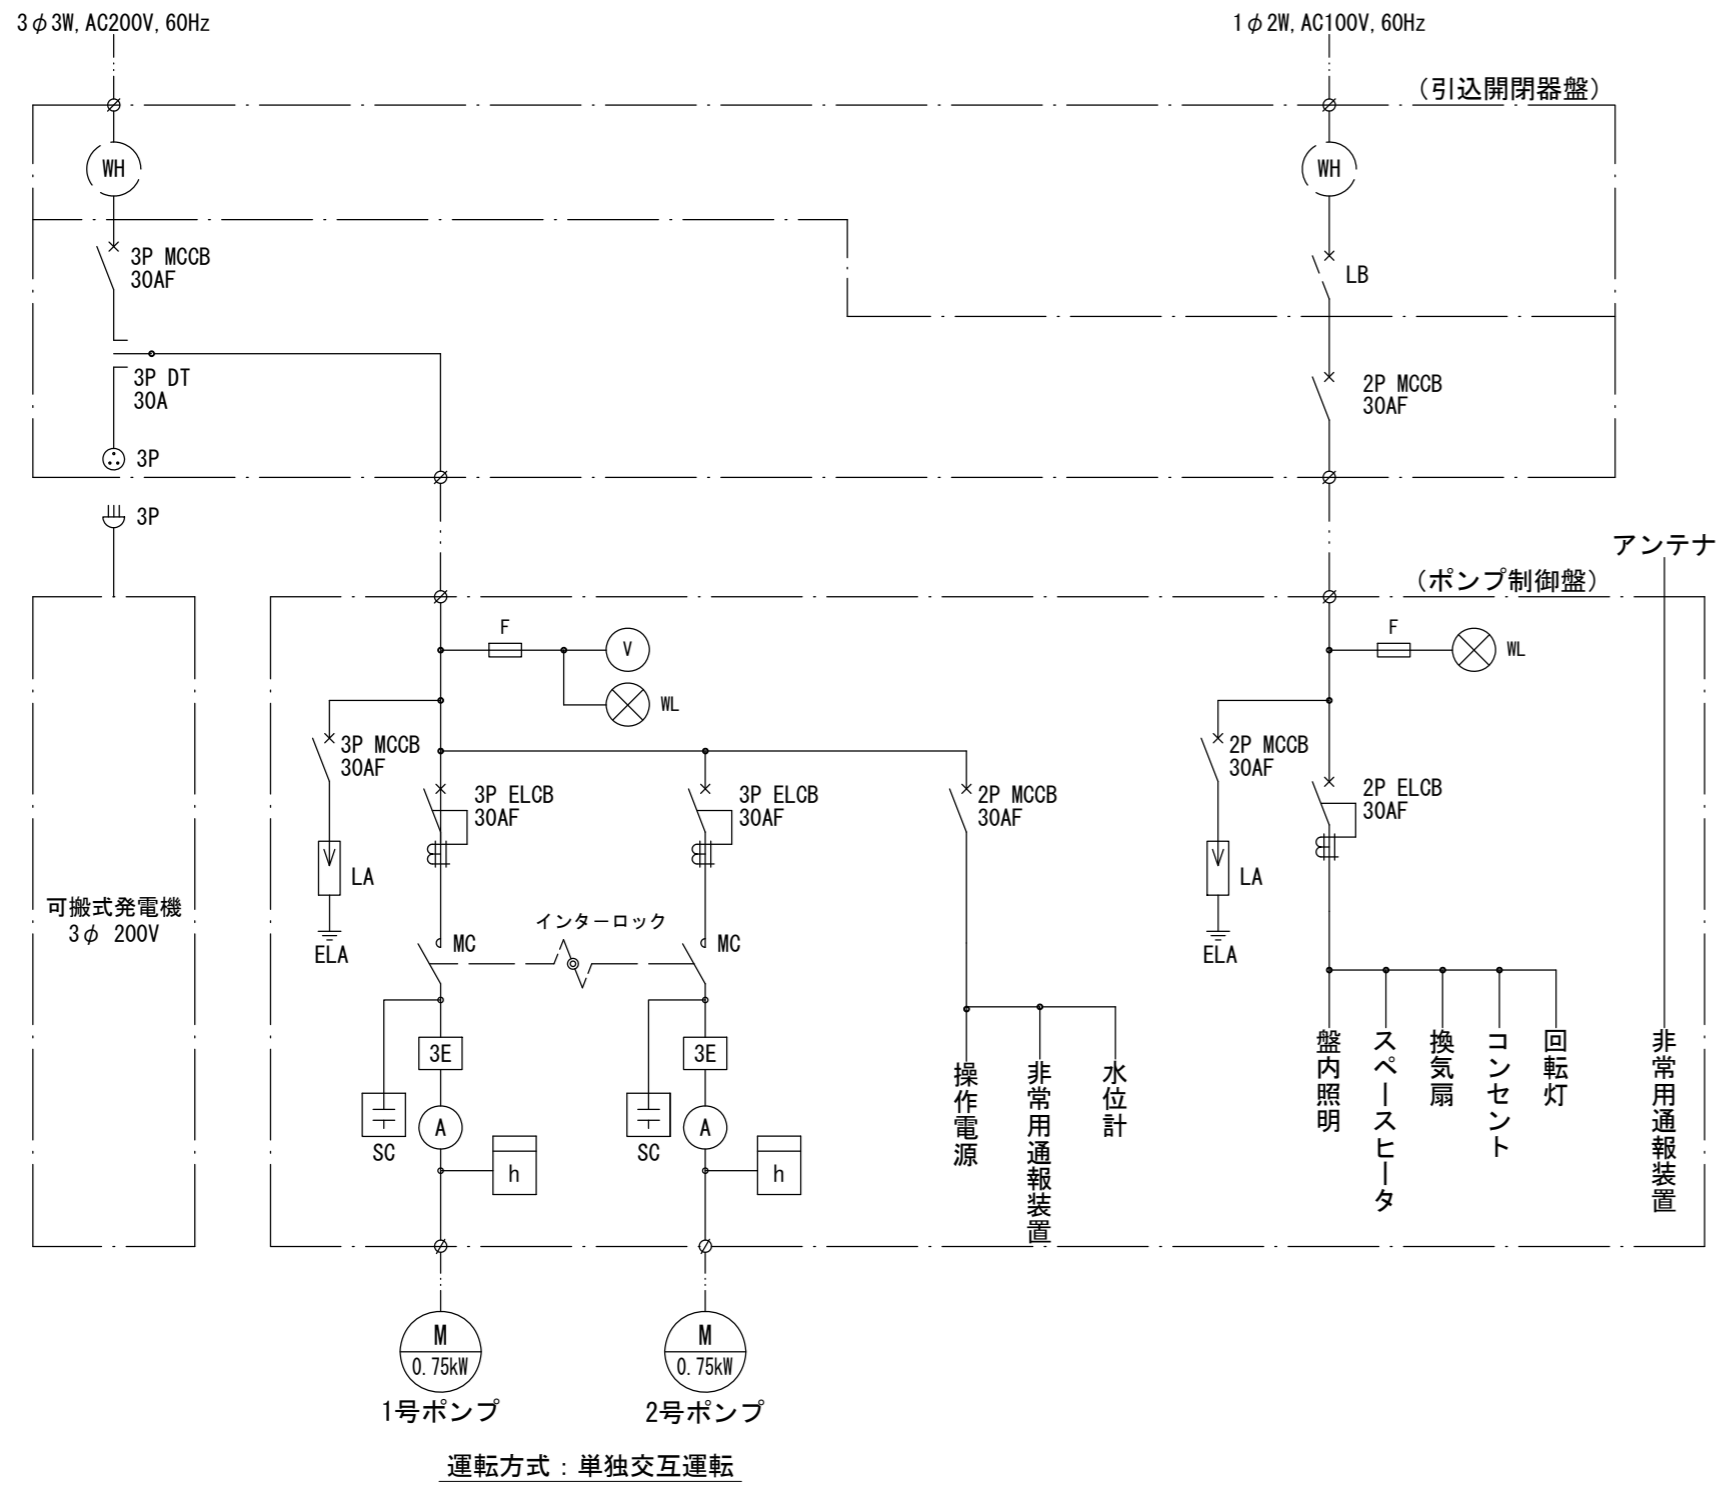 3φ3W,AC200V,60Hz
1φ2W,AC100V,60Hz
（引込開閉器盤）
WH
WH
3P MCCB
30AF
LB
3P DT
30A
2P MCCB
30AF
3P
3P
アンテナ
（ポンプ制御盤）
F
V
WL
F
WL
3P MCCB
30AF
3P ELCB
30AF
3P ELCB
30AF
2P MCCB
30AF
2P MCCB
30AF
2P ELCB
30AF
LA
ELA
LA
ELA
可搬式発電機
3φ 200V
インターロック
MC
MC
3E
3E
SC
A
h
SC
A
h
操作電源
非常用通報装置
水位計
盤内照明
スペースヒータ
換気扇
コンセント
回転灯
非常用通報装置
M
0.75kW
1号ポンプ
M
0.75kW
2号ポンプ
運転方式：単独交互運転